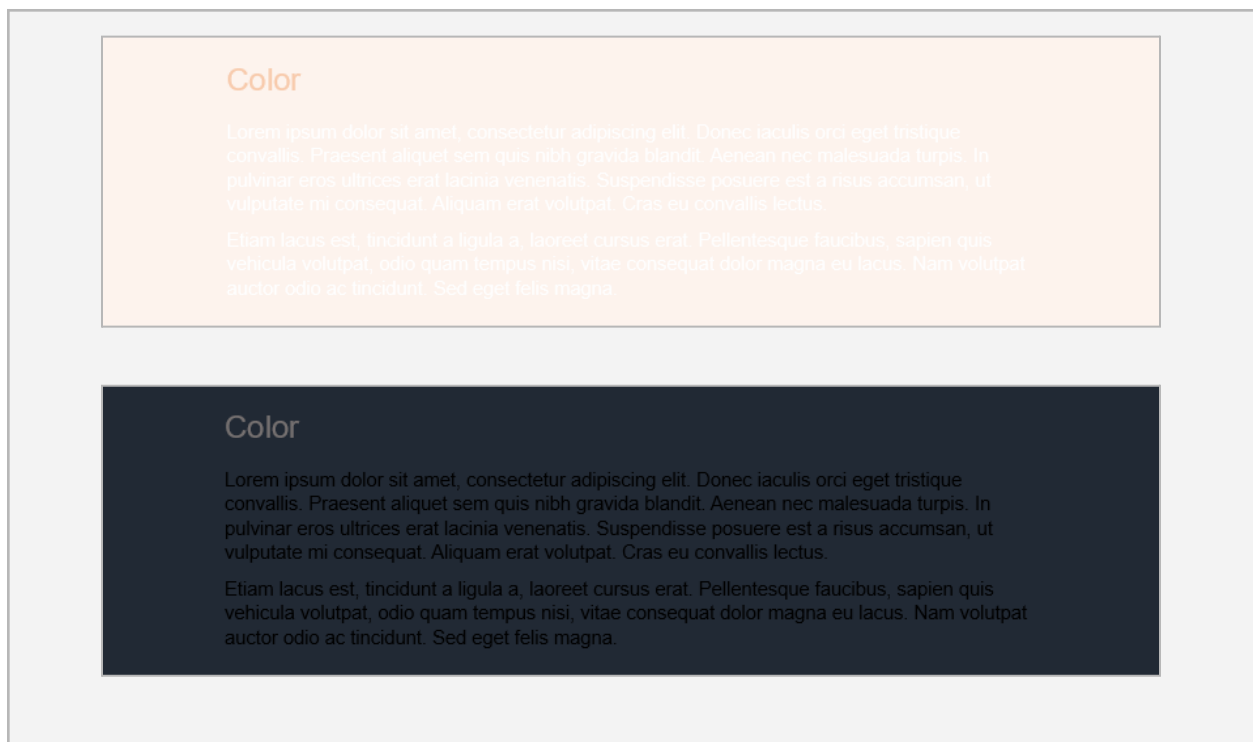 Color
Lorem ipsum dolor sit amet, consectetur adipiscing elit. Donec iaculis orci eget tristique
convallis. Praesent aliquet sem quis nibh gravida blandit. Aenean nec malesuada turpis. In
pulvinar eros ultrices erat lacinia venenatis. Suspendisse posuere est a risus accumsan, ut
vulputate mi consequat. Aliquam erat volutpat. Cras eu convallis lectus.
Etiam lacus est, tincidunt a ligula a, laoreet cursus erat. Pellentesque faucibus, sapien quis
vehicula volutpat, odio quam tempus nisi, vitae consequat dolor magna eu lacus. Nam volutpat
auctor odio ac tincidunt. Sed eget felis magna.
Color
Lorem ipsum dolor sit amet, consectetur adipiscing elit. Donec iaculis orci eget tristique
convallis. Praesent aliquet sem quis nibh gravida blandit. Aenean nec malesuada turpis. In
pulvinar eros ultrices erat lacinia venenatis. Suspendisse posuere est a risus accumsan, ut
vulputate mi consequat. Aliquam erat volutpat. Cras eu convallis lectus.
Etiam lacus est, tincidunt a ligula a, laoreet cursus erat. Pellentesque faucibus, sapien quis
vehicula volutpat, odio quam tempus nisi, vitae consequat dolor magna eu lacus. Nam volutpat
auctor odio ac tincidunt. Sed eget felis magna.